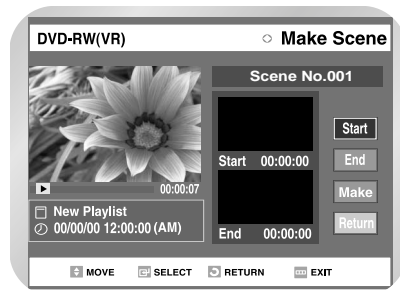 DVD-RW(VR)
Make Scene
Scene No.001
Start 00:00:00
End 00:00:00
Start
End
Make
Return
00:00:07
New Playlist
00/00/00 12:00:00 (AM)
MOVE SELECT RETURN EXIT